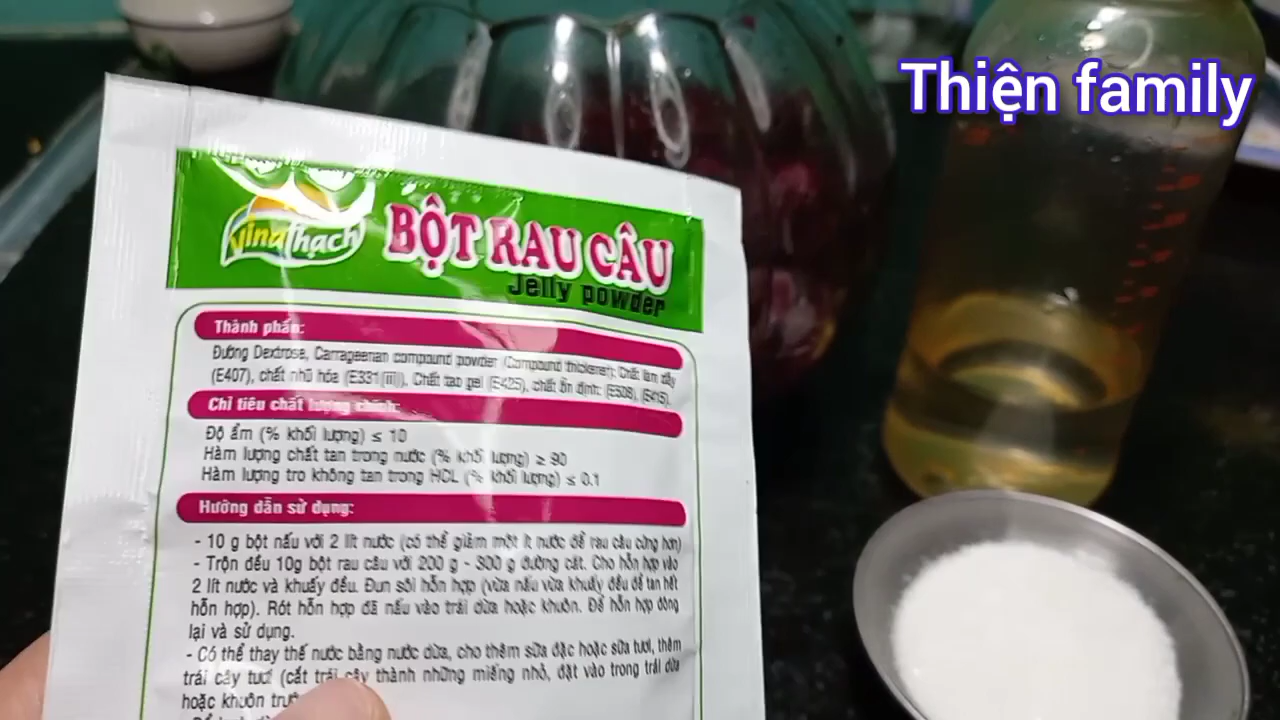 Thiện family
vinathạch
BỘT RAU CÂU
Jelly powder
Thành phần:
Đường Dextrose, Carrageenan compound powder (Compound thickener): Chất làm dầy
(E407), chất nhũ hóa (E331(iii)), Chất tạo gel (E425), chất ổn định: (E508), (E415).
Chỉ tiêu chất lượng chính:
Độ ẩm (% khối lượng) ≤ 10
Hàm lượng chất tan trong nước (% khối lượng) ≥ 90
Hàm lượng tro không tan trong HCL (% khối lượng) ≤ 0.1
Hướng dẫn sử dụng:
- 10 g bột nấu với 2 lít nước (có thể giảm một ít nước để rau câu cứng hơn)
- Trộn đều 10g bột rau câu với 200 g - 300 g đường cát. Cho hỗn hợp vào
2 lít nước và khuấy đều. Đun sôi hỗn hợp (vừa nấu vừa khuấy đều để tan hết
hỗn hợp). Rót hỗn hợp đã nấu vào trái dừa hoặc khuôn. Để hỗn hợp đông
lại và sử dụng.
- Có thể thay thế nước bằng nước dừa, cho thêm sữa đặc hoặc sữa tươi, thêm
trái cây tươi (cắt trái cây thành những miếng nhỏ, đặt vào trong trái dừa
hoặc khuôn